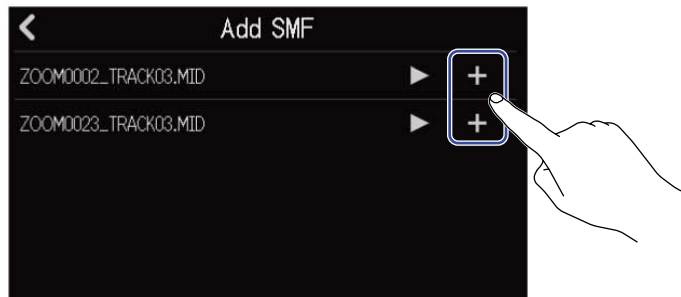 Add SMF
ZOOM0002_TRACK03.MID
ZOOM0023_TRACK03.MID